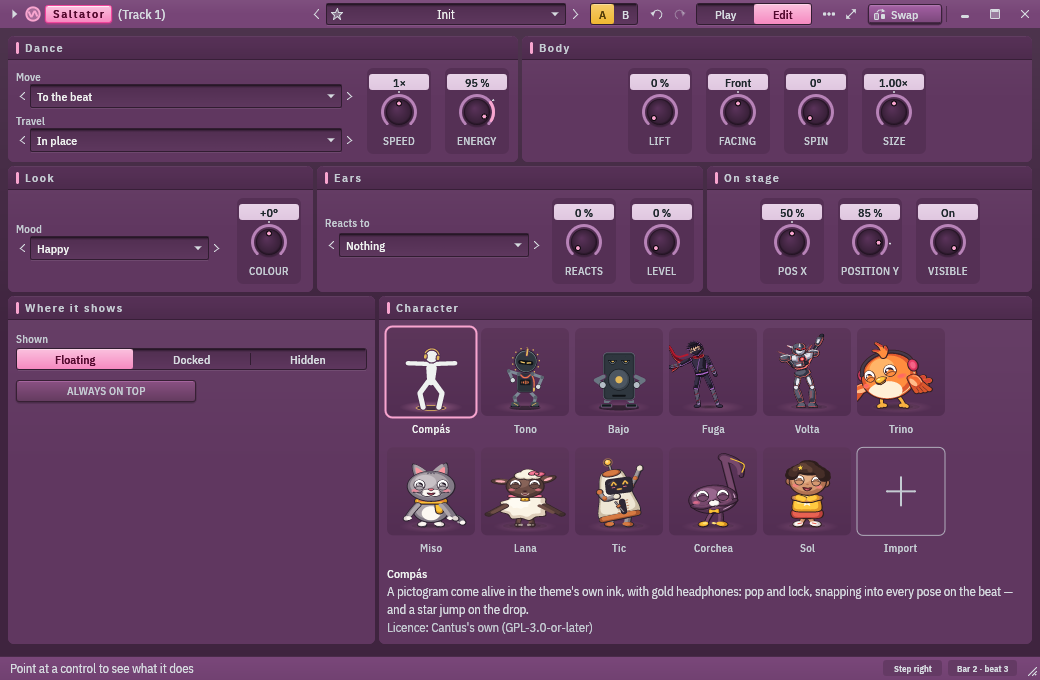 Saltator (Track 1) Init A B Play Edit Swap
Dance
Move
To the beat
Travel
In place
1×
SPEED
95 %
ENERGY
Body
0 %
LIFT
Front
FACING
0°
SPIN
1.00×
SIZE
Look
Mood
Happy
+0°
COLOUR
Ears
Reacts to
Nothing
0 %
REACTS
0 %
LEVEL
On stage
50 %
POS X
85 %
POSITION Y
On
VISIBLE
Where it shows
Shown
Floating Docked Hidden
ALWAYS ON TOP
Character
Compás Tono Bajo Fuga Volta Trino
Miso Lana Tic Corchea Sol Import
Compás
A pictogram come alive in the theme's own ink, with gold headphones: pop and lock, snapping into every pose on the beat —
and a star jump on the drop.
Licence: Cantus's own (GPL-3.0-or-later)
Point at a control to see what it does Step right Bar 2 · beat 3